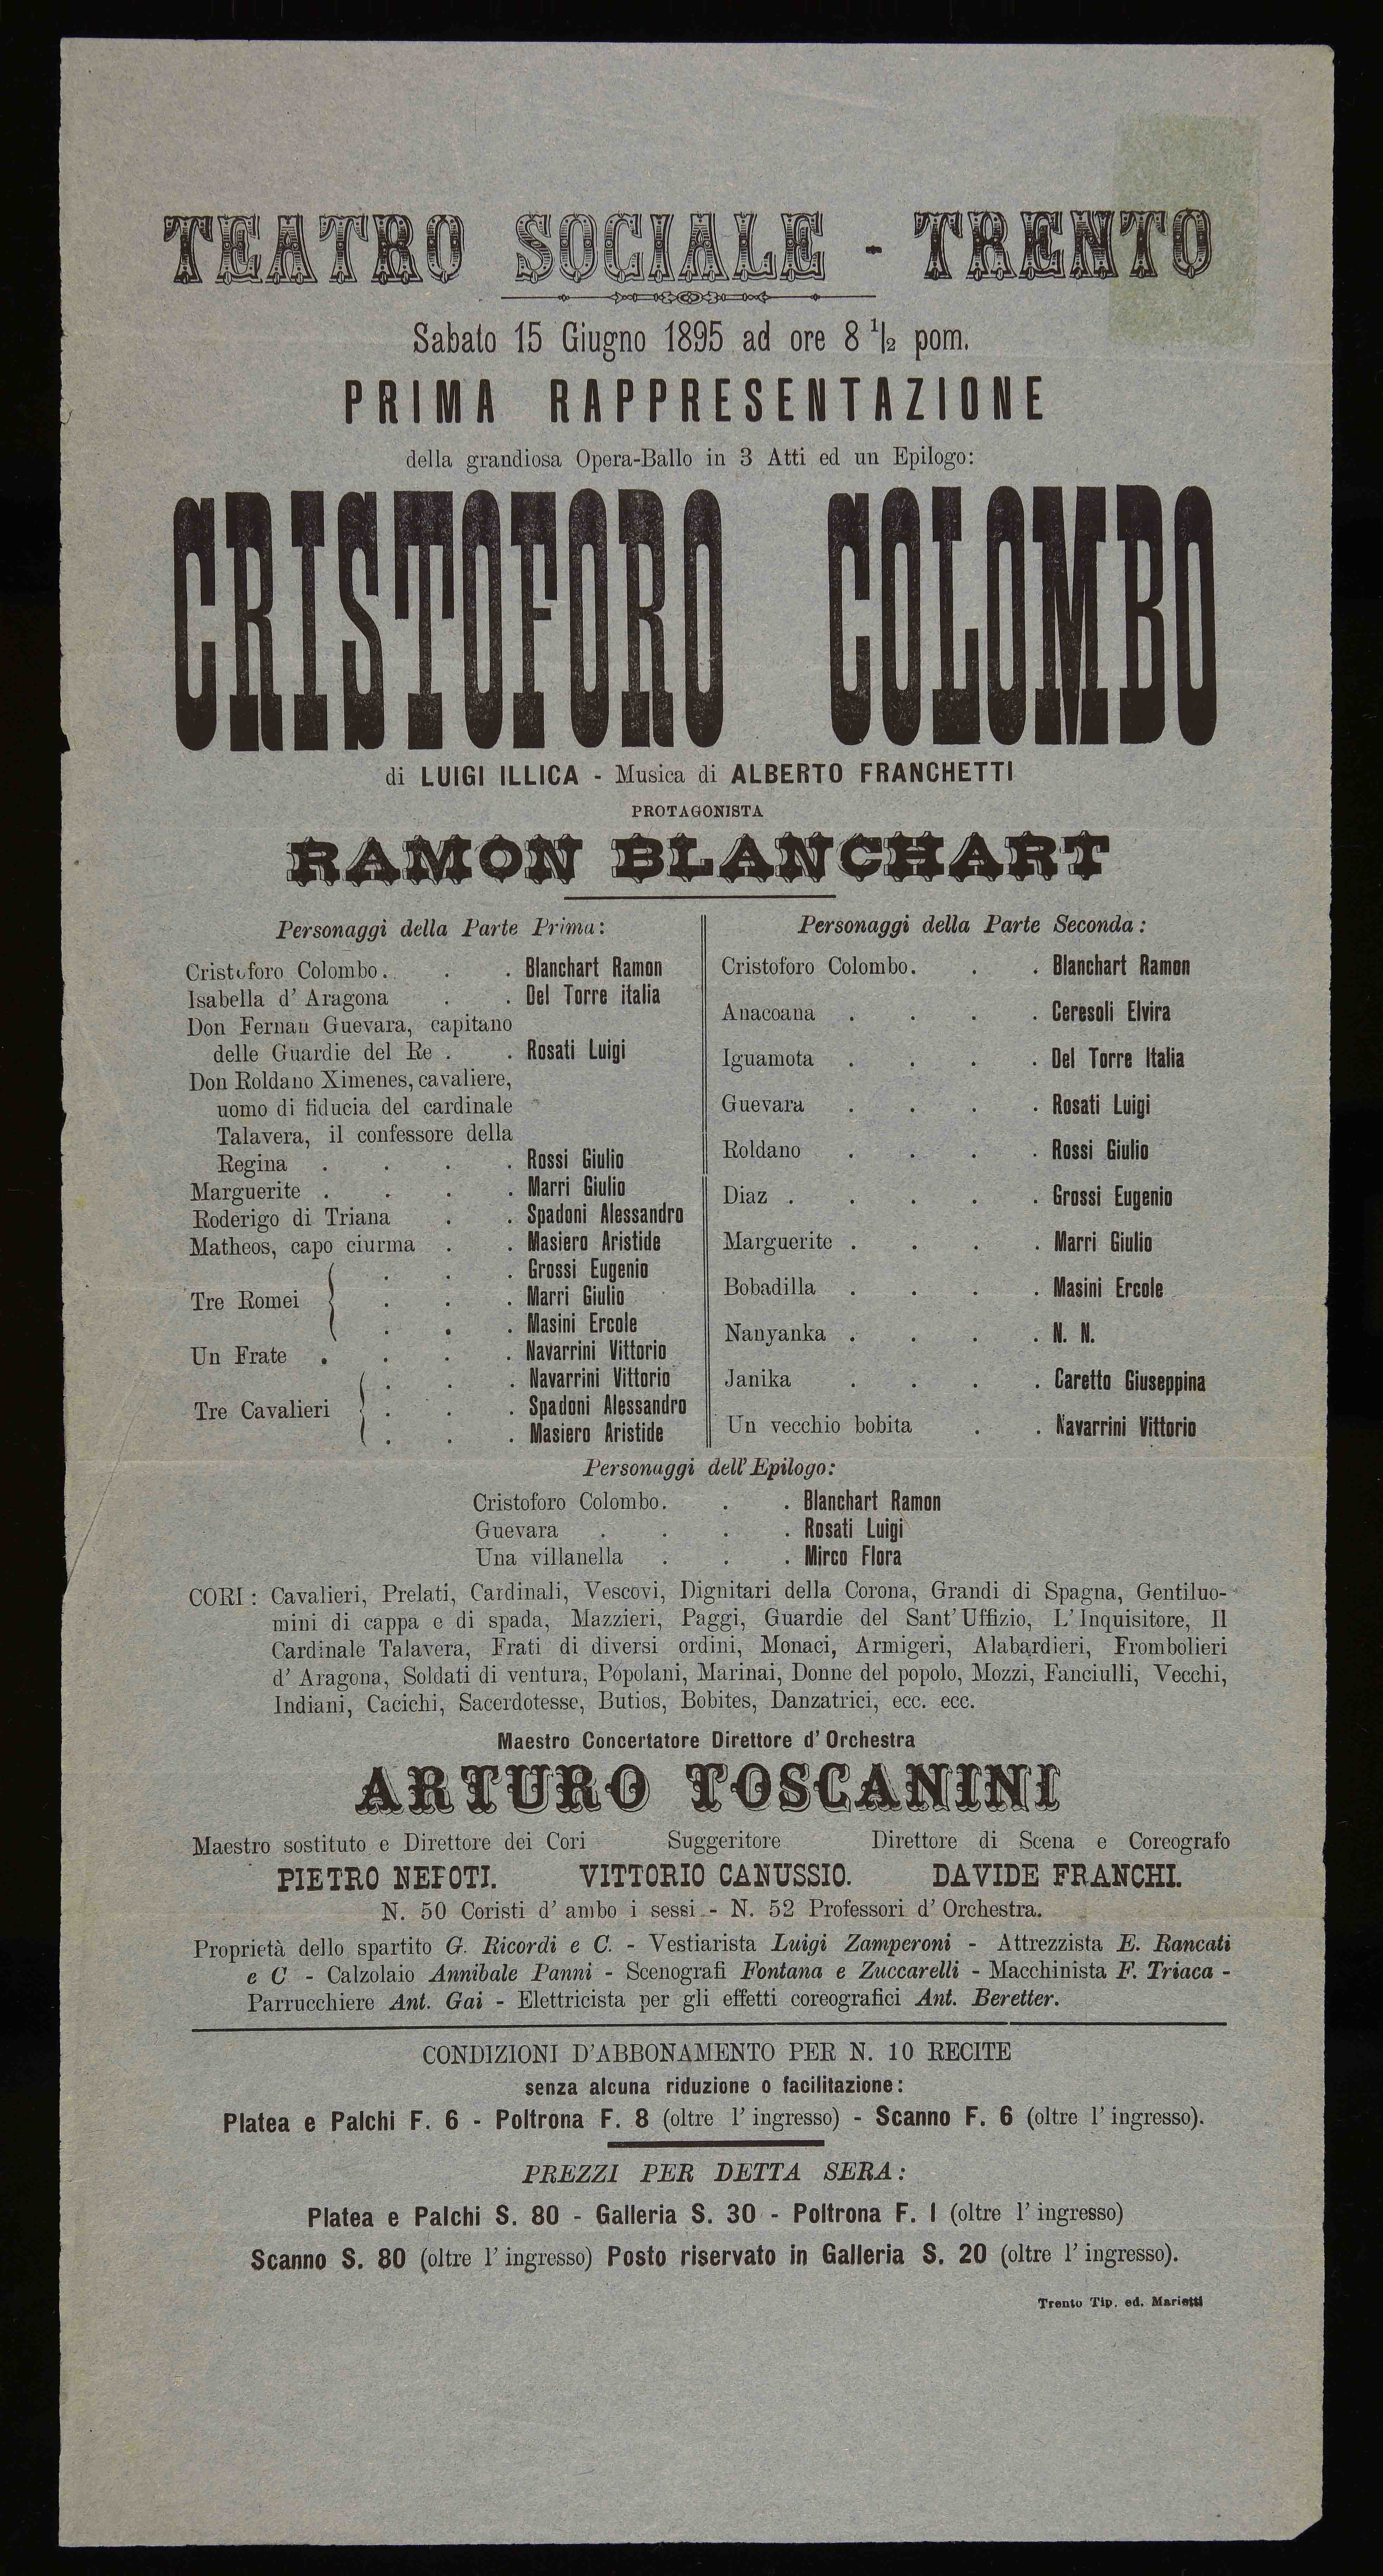 TEATRO SOCIALE - TRENTO
Sabato 15 Giugno 1895 ad ore 8 1/2 pom.
PRIMA RAPPRESENTAZIONE
della grandiosa Opera-Ballo in 3 Atti ed un Epilogo:
CRISTOFORO COLOMBO
di LUIGI ILLICA - Musica di ALBERTO FRANCHETTI
PROTAGONISTA
RAMON BLANCHART
Personaggi della Parte Prima:
Cristoforo Colombo. . . Blanchart Ramon
Isabella d' Aragona . . Del Torre italia
Don Fernan Guevara, capitano
delle Guardie del Re . . Rosati Luigi
Don Roldano Ximenes, cavaliere,
uomo di fiducia del cardinale
Talavera, il confessore della
Regina . . . . Rossi Giulio
Marguerite . . . . Marri Giulio
Roderigo di Triana . . Spadoni Alessandro
Matheos, capo ciurma . . Masiero Aristide
. . . Grossi Eugenio
Tre Romei { . . . Marri Giulio
. . . Masini Ercole
Un Frate . . . . Navarrini Vittorio
. . . Navarrini Vittorio
Tre Cavalieri { . . . Spadoni Alessandro
. . . Masiero Aristide
Personaggi della Parte Seconda:
Cristoforo Colombo. . . Blanchart Ramon
Anacoana . . . . Ceresoli Elvira
Iguamota . . . . Del Torre Italia
Guevara . . . . Rosati Luigi
Roldano . . . . Rossi Giulio
Diaz . . . . . Grossi Eugenio
Marguerite . . . . Marri Giulio
Bobadilla . . . . Masini Ercole
Nanyanka . . . . N. N.
Janika . . . . Caretto Giuseppina
Un vecchio bobita . . Navarrini Vittorio
Personaggi dell' Epilogo:
Cristoforo Colombo. . . Blanchart Ramon
Guevara . . . . Rosati Luigi
Una villanella . . . Mirco Flora
CORI: Cavalieri, Prelati, Cardinali, Vescovi, Dignitari della Corona, Grandi di Spagna, Gentiluo-
mini di cappa e di spada, Mazzieri, Paggi, Guardie del Sant' Uffizio, L' Inquisitore, Il
Cardinale Talavera, Frati di diversi ordini, Monaci, Armigeri, Alabardieri, Frombolieri
d' Aragona, Soldati di ventura, Popolani, Marinai, Donne del popolo, Mozzi, Fanciulli, Vecchi,
Indiani, Cacichi, Sacerdotesse, Butios, Bobites, Danzatrici, ecc. ecc.
Maestro Concertatore Direttore d' Orchestra
ARTURO TOSCANINI
Maestro sostituto e Direttore dei Cori Suggeritore Direttore di Scena e Coreografo
PIETRO NEFOTI. VITTORIO CANUSSIO. DAVIDE FRANCHI.
N. 50 Coristi d' ambo i sessi - N. 52 Professori d' Orchestra.
Proprietà dello spartito G. Ricordi e C. - Vestiarista Luigi Zamperoni - Attrezzista E. Rancati
e C - Calzolaio Annibale Panni - Scenografi Fontana e Zuccarelli - Macchinista F. Triaca -
Parrucchiere Ant. Gai - Elettricista per gli effetti coreografici Ant. Beretter.
CONDIZIONI D'ABBONAMENTO PER N. 10 RECITE
senza alcuna riduzione o facilitazione:
Platea e Palchi F. 6 - Poltrona F. 8 (oltre l' ingresso) - Scanno F. 6 (oltre l' ingresso).
PREZZI PER DETTA SERA:
Platea e Palchi S. 80 - Galleria S. 30 - Poltrona F. 1 (oltre l' ingresso)
Scanno S. 80 (oltre l' ingresso) Posto riservato in Galleria S. 20 (oltre l' ingresso).
Trento Tip. ed. Marietti